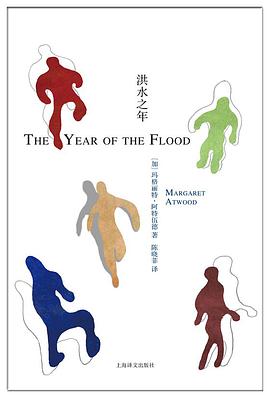 洪水之年
THE YEAR OF THE FLOOD
[加]玛格丽特·阿特伍德 著
陈晓菲 译
MARGARET
ATWOOD
上海译文出版社